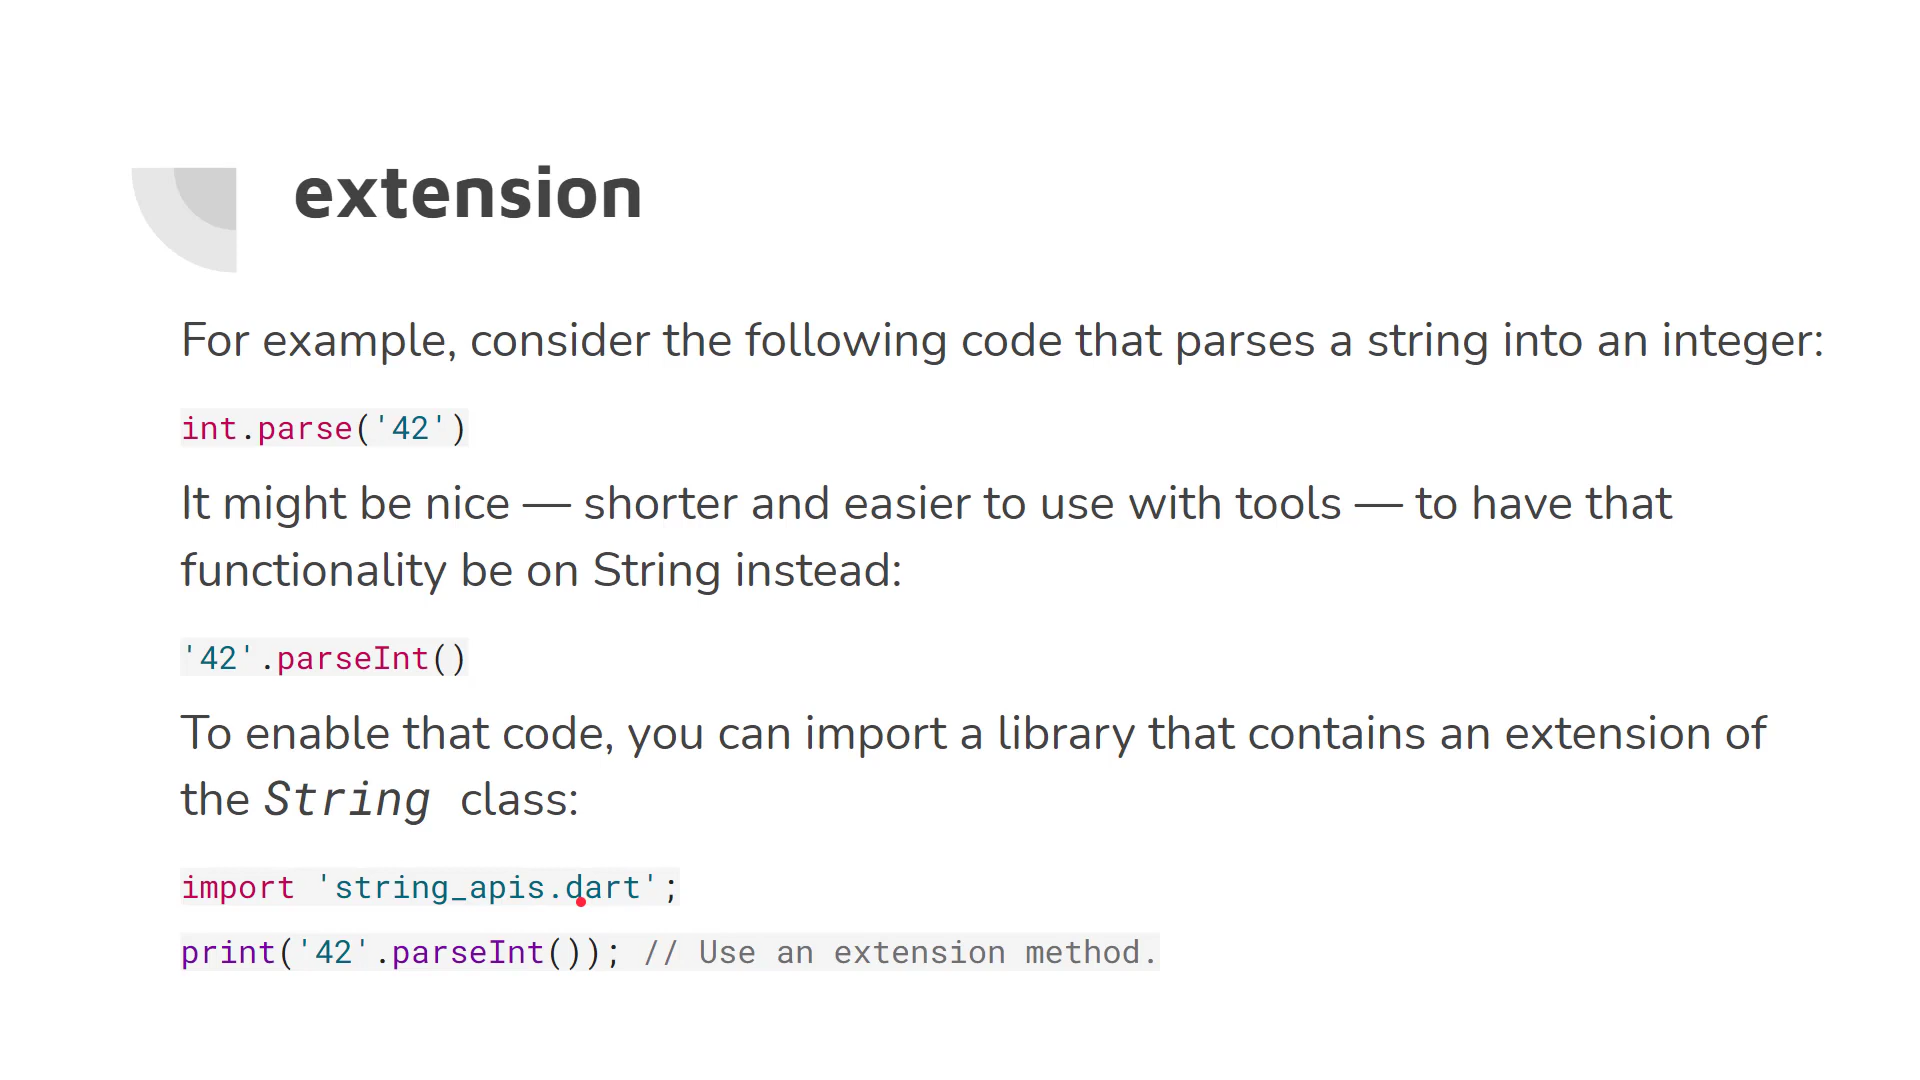 extension
For example, consider the following code that parses a string into an integer:
int.parse('42')
It might be nice — shorter and easier to use with tools — to have that
functionality be on String instead:
'42'.parseInt()
To enable that code, you can import a library that contains an extension of
the String class:
import 'string_apis.dart';
print('42'.parseInt()); // Use an extension method.